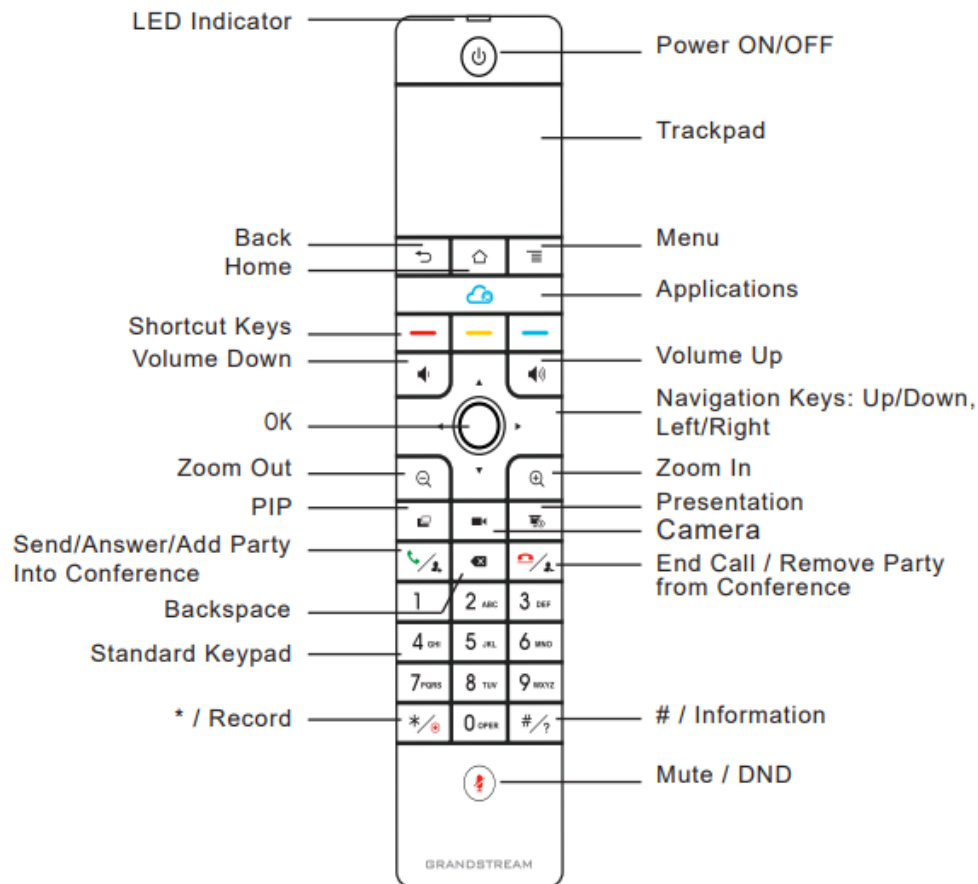 LED Indicator
Power ON/OFF
Trackpad
Back
Menu
Home
Applications
Shortcut Keys
Volume Down
Volume Up
Navigation Keys: Up/Down,
Left/Right
OK
Zoom Out
Zoom In
PIP
Presentation
Camera
Send/Answer/Add Party
Into Conference
End Call / Remove Party
from Conference
Backspace
1 2 ABC 3 DEF
Standard Keypad
4 GHI 5 JKL 6 MNO
7 PQRS 8 TUV 9 WXYZ
* / Record
*/ 0 OPER #/?
# / Information
Mute / DND
GRANDSTREAM